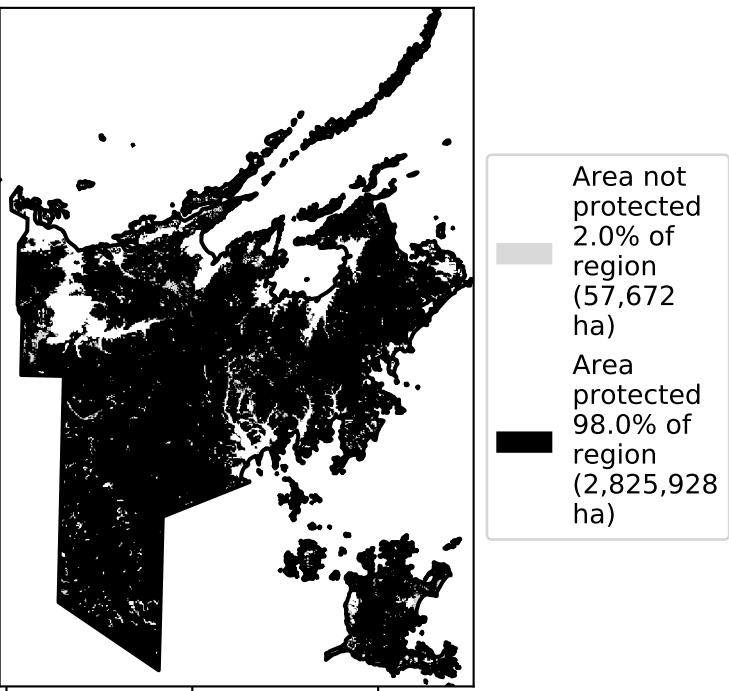 Area not
protected
2.0% of
region
(57,672
ha)
Area
protected
98.0% of
region
(2,825,928
ha)